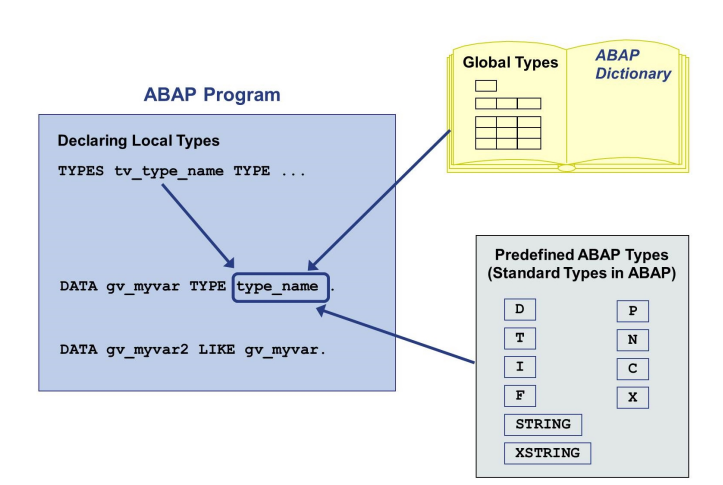 ABAP Program
Declaring Local Types
TYPES tv_type_name TYPE ...
DATA gv_myvar TYPE type_name .
DATA gv_myvar2 LIKE gv_myvar.
Global Types
ABAP
Dictionary
Predefined ABAP Types
(Standard Types in ABAP)
D
T
I
F
STRING
XSTRING
P
N
C
X